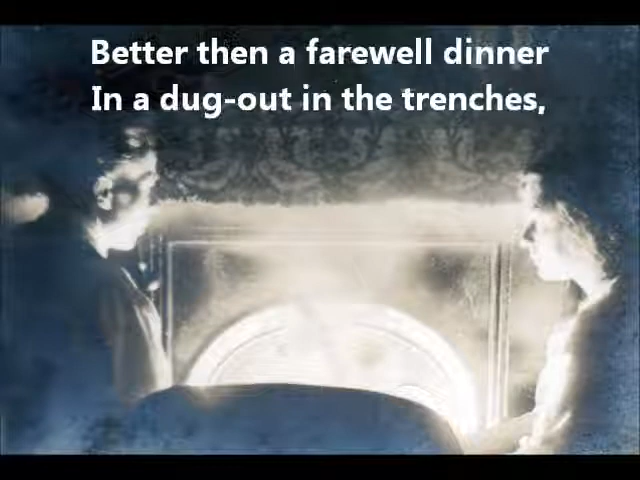 Better then a farewell dinner
In a dug-out in the trenches,